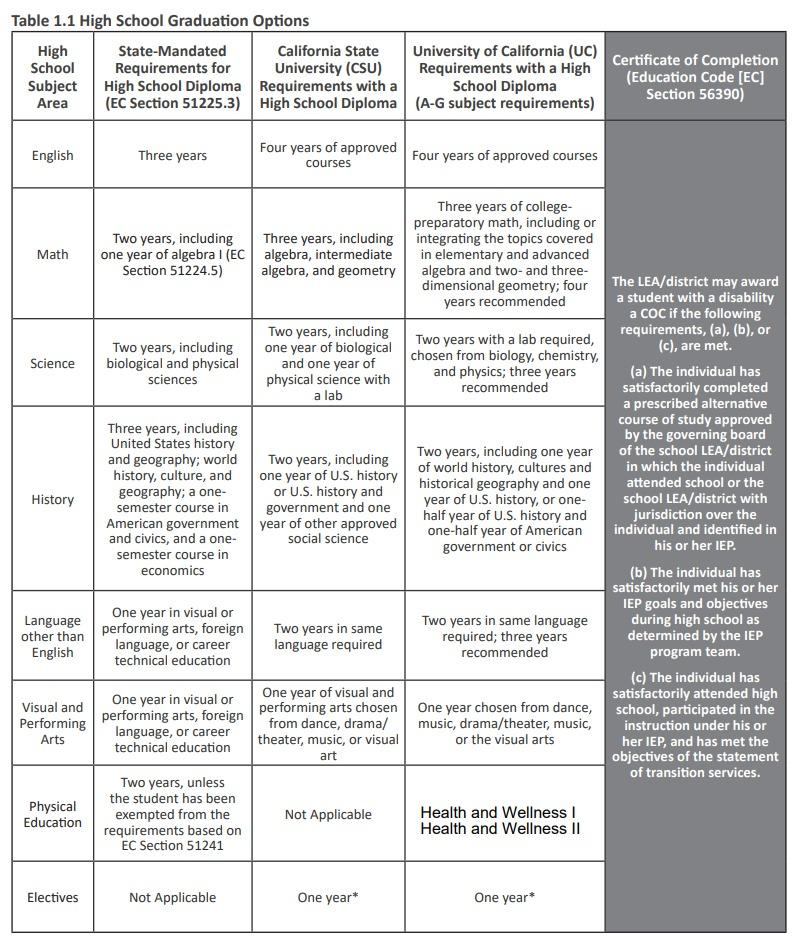 Table 1.1 High School Graduation Options
High
School
Subject
Area
State-Mandated
Requirements for
High School Diploma
(EC Section 51225.3)
California State
University (CSU)
Requirements with a
High School Diploma
University of California (UC)
Requirements with a High
School Diploma
(A-G subject requirements)
Certificate of Completion
(Education Code [EC]
Section 56390)
English
Three years
Four years of approved
courses
Four years of approved courses
Math
Two years, including
one year of algebra I (EC
Section 51224.5)
Three years, including
algebra, intermediate
algebra, and geometry
Three years of college-
preparatory math, including or
integrating the topics covered
in elementary and advanced
algebra and two- and three-
dimensional geometry; four
years recommended
Science
Two years, including
biological and physical
sciences
Two years, including
one year of biological
and one year of
physical science with
a lab
Two years with a lab required,
chosen from biology, chemistry,
and physics; three years
recommended
History
Three years, including
United States history
and geography; world
history, culture, and
geography; a one-
semester course in
American government
and civics, and a one-
semester course in
economics
Two years, including
one year of U.S. history
or U.S. history and
government and one
year of other approved
social science
Two years, including one year
of world history, cultures and
historical geography and one
year of U.S. history, or one-
half year of U.S. history and
one-half year of American
government or civics
Language
other than
English
One year in visual or
performing arts, foreign
language, or career
technical education
Two years in same
language required
Two years in same language
required; three years
recommended
Visual and
Performing
Arts
One year in visual or
performing arts, foreign
language, or career
technical education
One year of visual and
performing arts chosen
from dance, drama/
theater, music, or visual
art
One year chosen from dance,
music, drama/theater, music,
or the visual arts
Physical
Education
Two years, unless
the student has been
exempted from the
requirements based on
EC Section 51241
Not Applicable
Health and Wellness I
Health and Wellness II
Electives
Not Applicable
One year*
One year*
The LEA/district may award
a student with a disability
a COC if the following
requirements, (a), (b), or
(c), are met.
(a) The individual has
satisfactorily completed
a prescribed alternative
course of study approved
by the governing board
of the school LEA/district
in which the individual
attended school or the
school LEA/district with
jurisdiction over the
individual and identified in
his or her IEP.
(b) The individual has
satisfactorily met his or her
IEP goals and objectives
during high school as
determined by the IEP
program team.
(c) The individual has
satisfactorily attended high
school, participated in the
instruction under his or
her IEP, and has met the
objectives of the statement
of transition services.